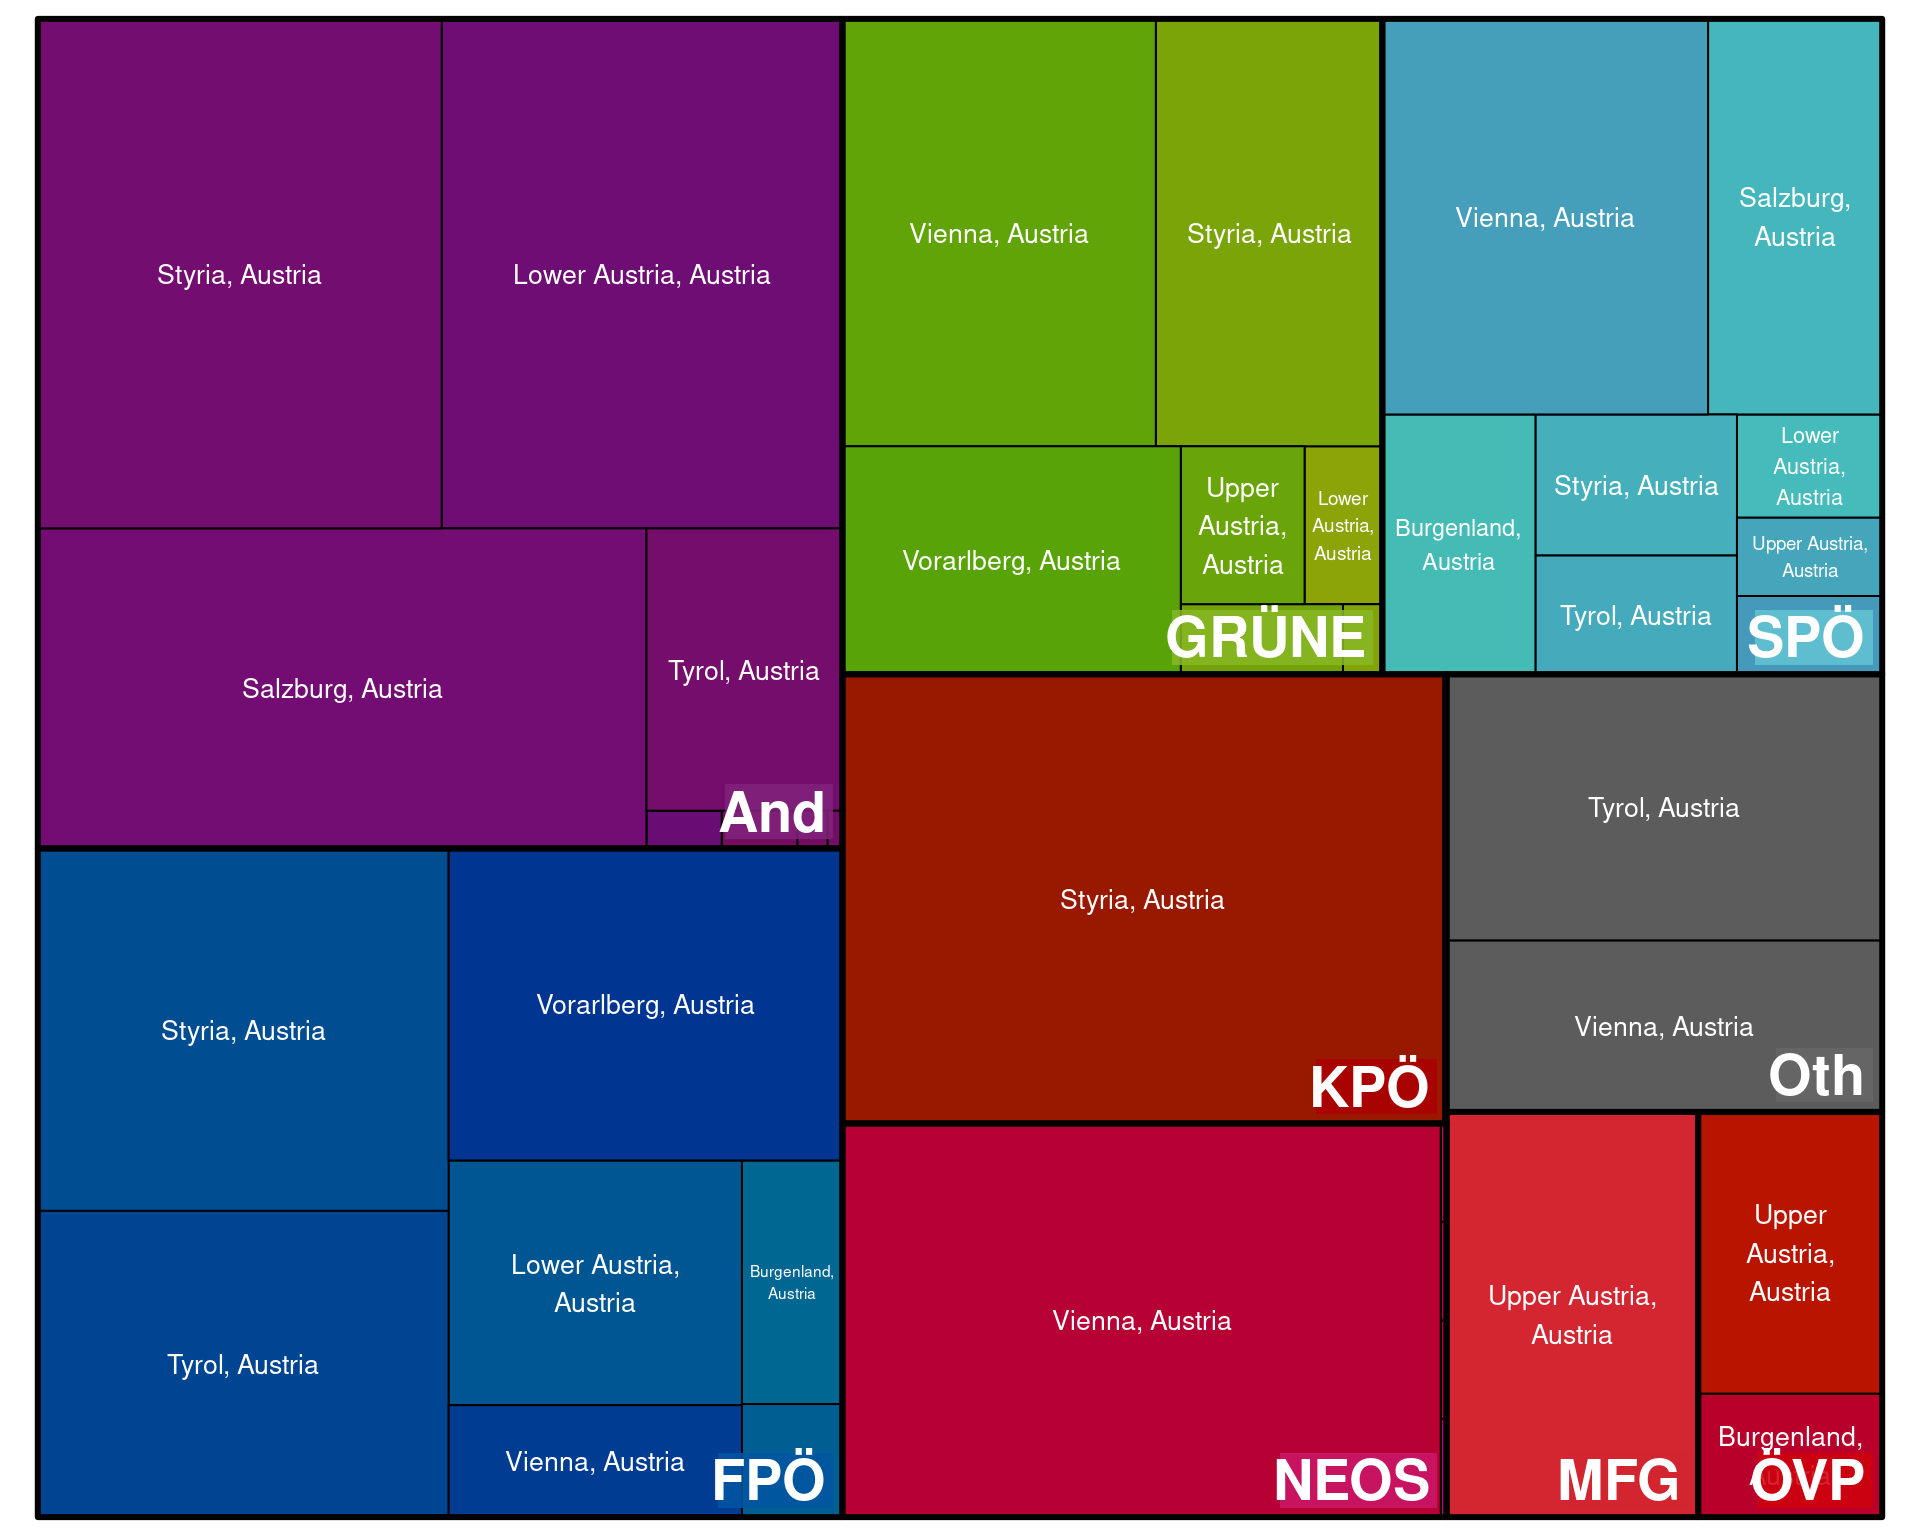 Styria, Austria
Lower Austria, Austria
Salzburg, Austria
Tyrol, Austria
And
Vienna, Austria
Styria, Austria
Vorarlberg, Austria
Upper
Austria,
Austria
Lower
Austria,
Austria
GRÜNE
Vienna, Austria
Salzburg,
Austria
Burgenland,
Austria
Styria, Austria
Tyrol, Austria
Lower
Austria,
Austria
Upper Austria,
Austria
SPÖ
Styria, Austria
Vorarlberg, Austria
Tyrol, Austria
Lower Austria,
Austria
Burgenland,
Austria
Vienna, Austria
FPÖ
Styria, Austria
KPÖ
Tyrol, Austria
Vienna, Austria
Oth
Vienna, Austria
NEOS
Upper Austria,
Austria
MFG
Upper
Austria,
Austria
Burgenland,
ÖVP